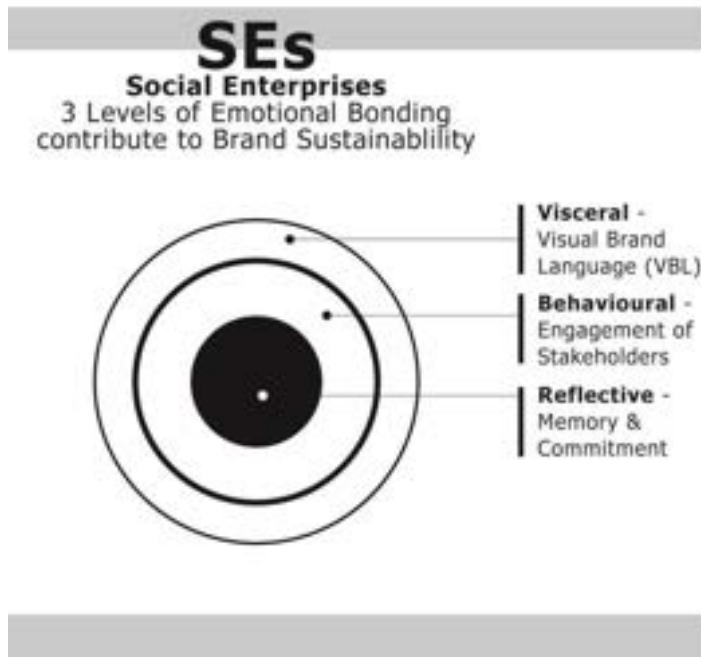 SEs
Social Enterprises
3 Levels of Emotional Bonding
contribute to Brand Sustainablility
Visceral -
Visual Brand
Language (VBL)
Behavioural -
Engagement of
Stakeholders
Reflective -
Memory &
Commitment